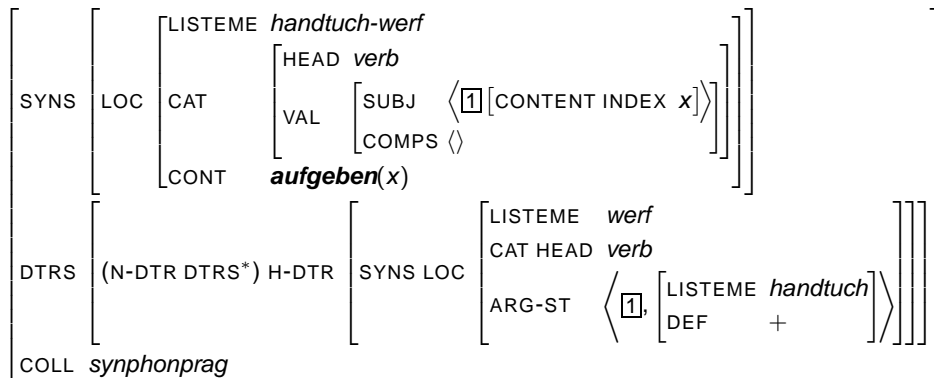 LISTEME handtuch-werf
HEAD verb
SYNS LOC CAT VAL SUBJ ⟨[1][CONTENT INDEX x]⟩
COMPS ⟨⟩
CONT aufgeben(x)
LISTEME werf
CAT HEAD verb
DTRS (N-DTR DTRS*) H-DTR SYNS LOC ARG-ST ⟨[1], LISTEME handtuch
DEF +⟩
COLL synphonprag